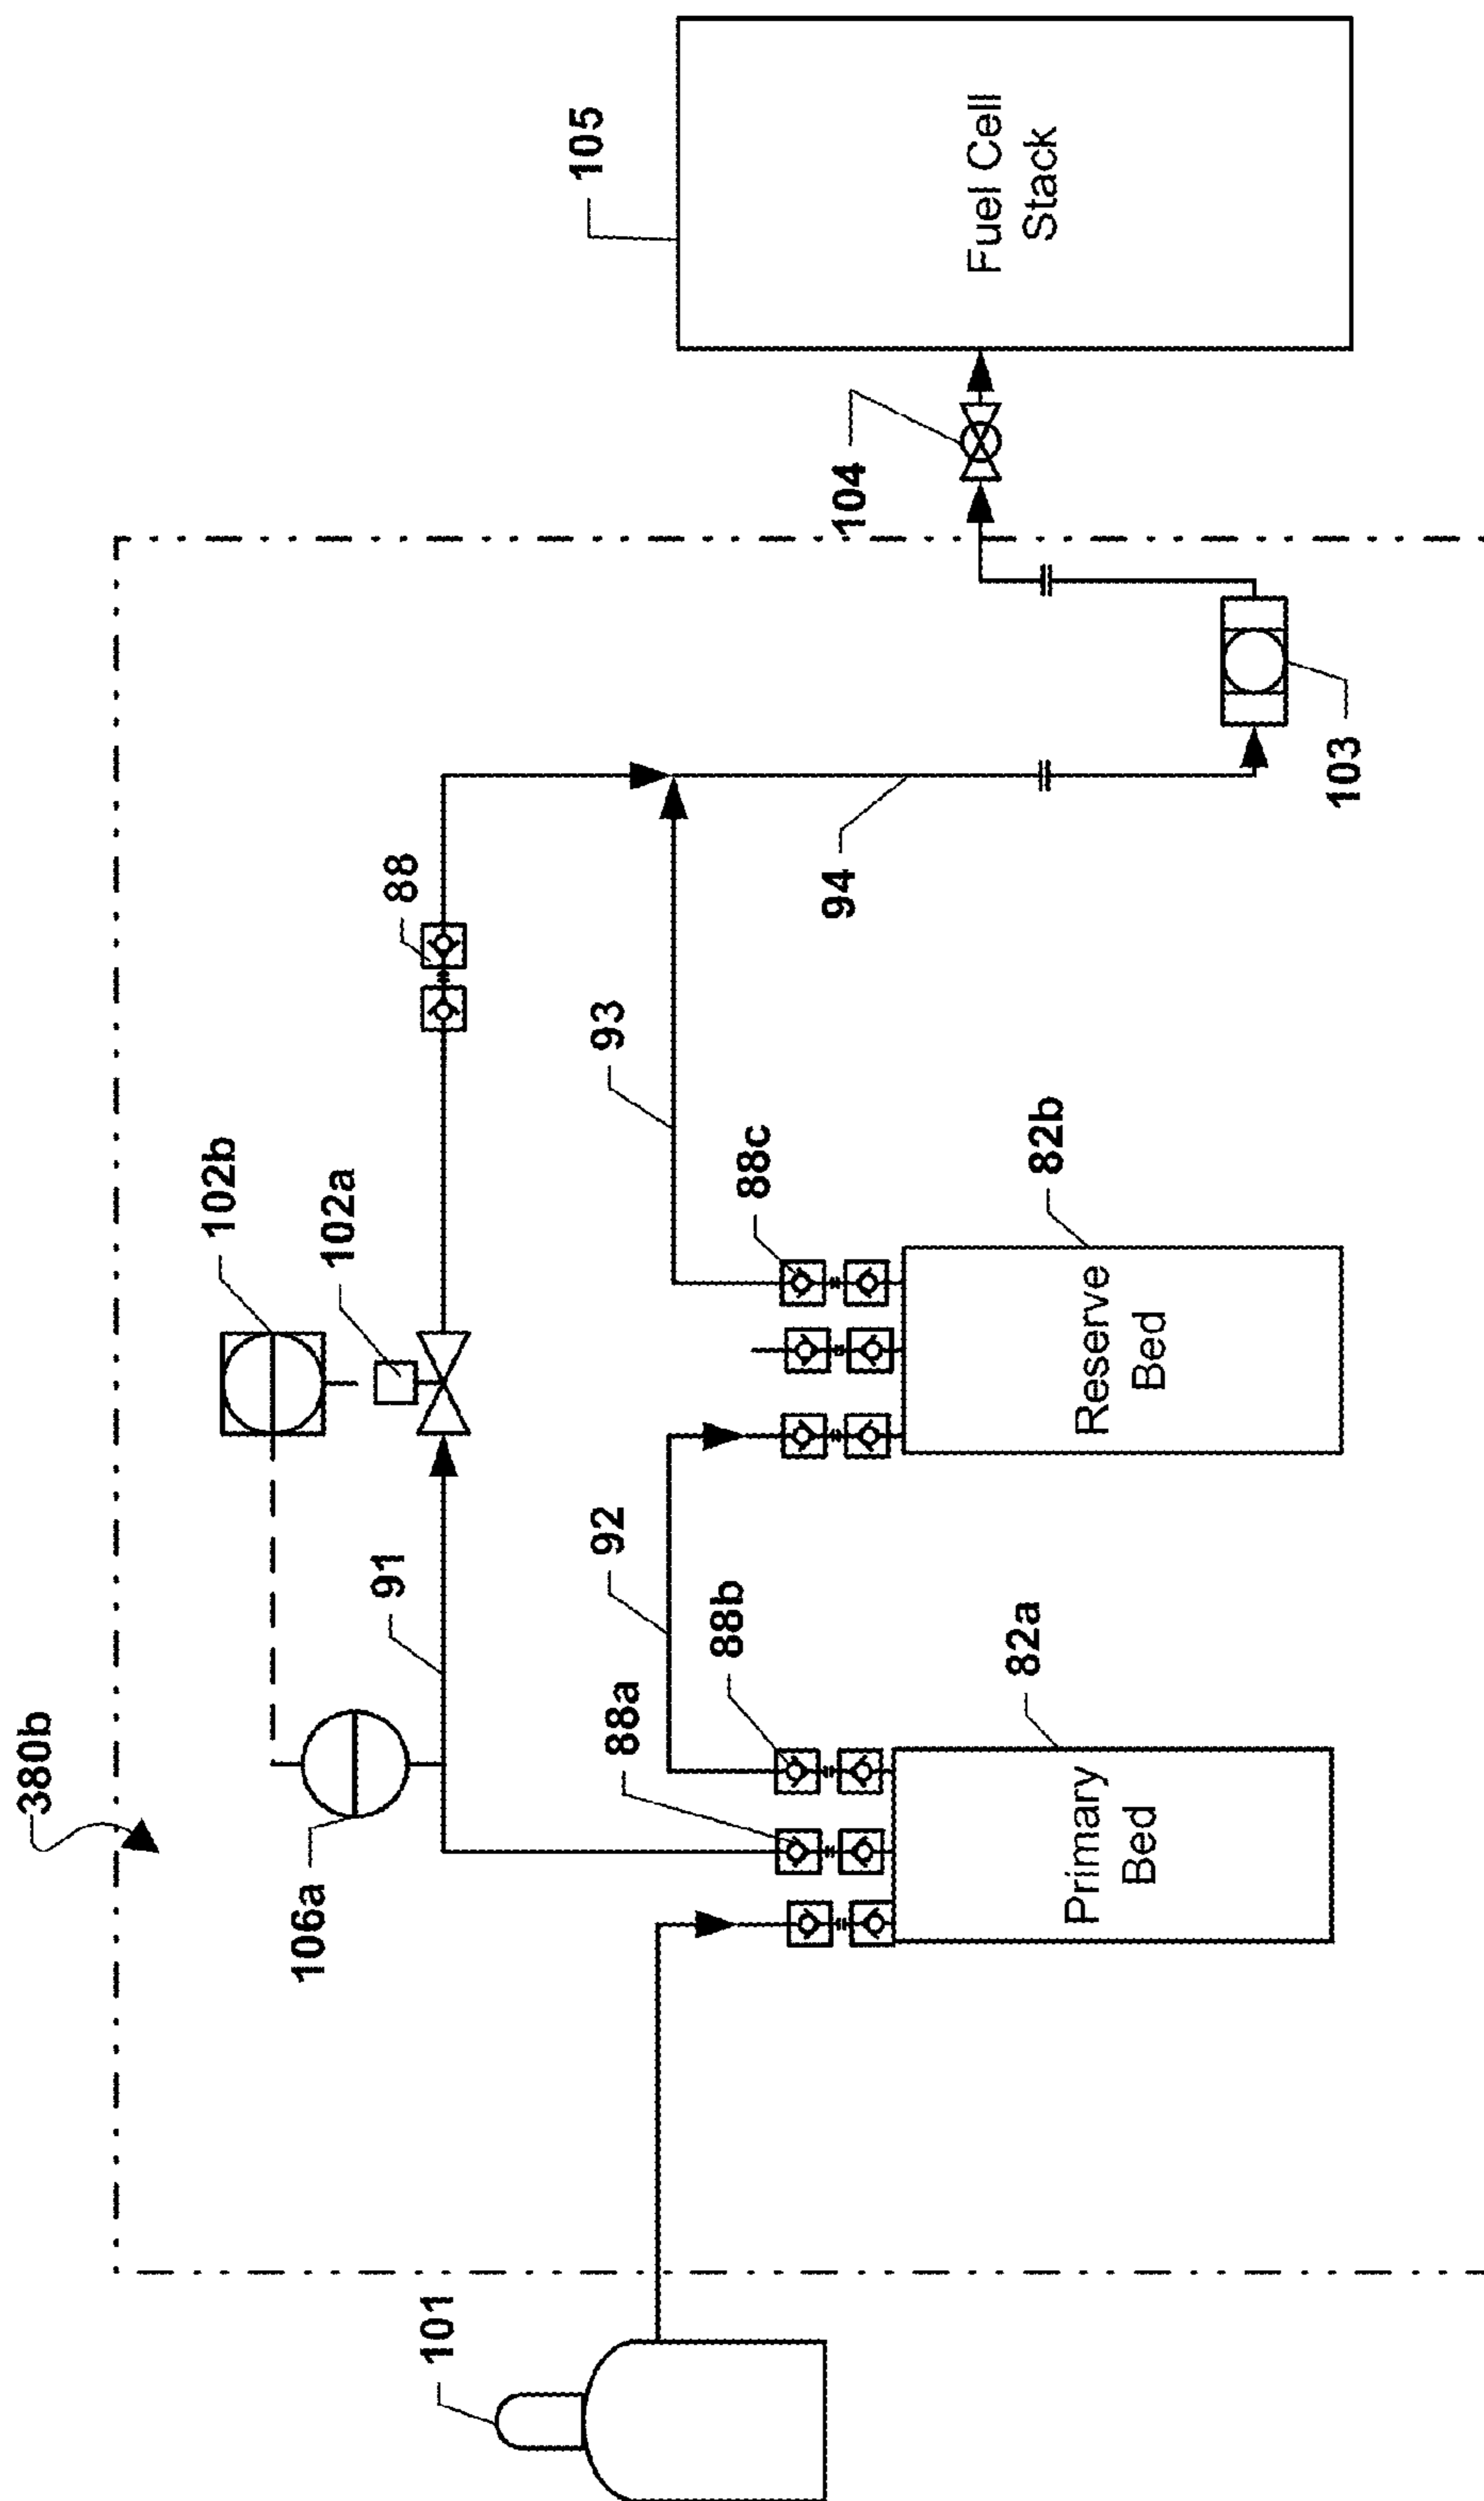 380b
102b
102a
106a
91
88
105
Fuel Cell
Stack
104
93
94
92
88a
88b
88c
82b
Reserve
Bed
82a
Primary
Bed
103
101